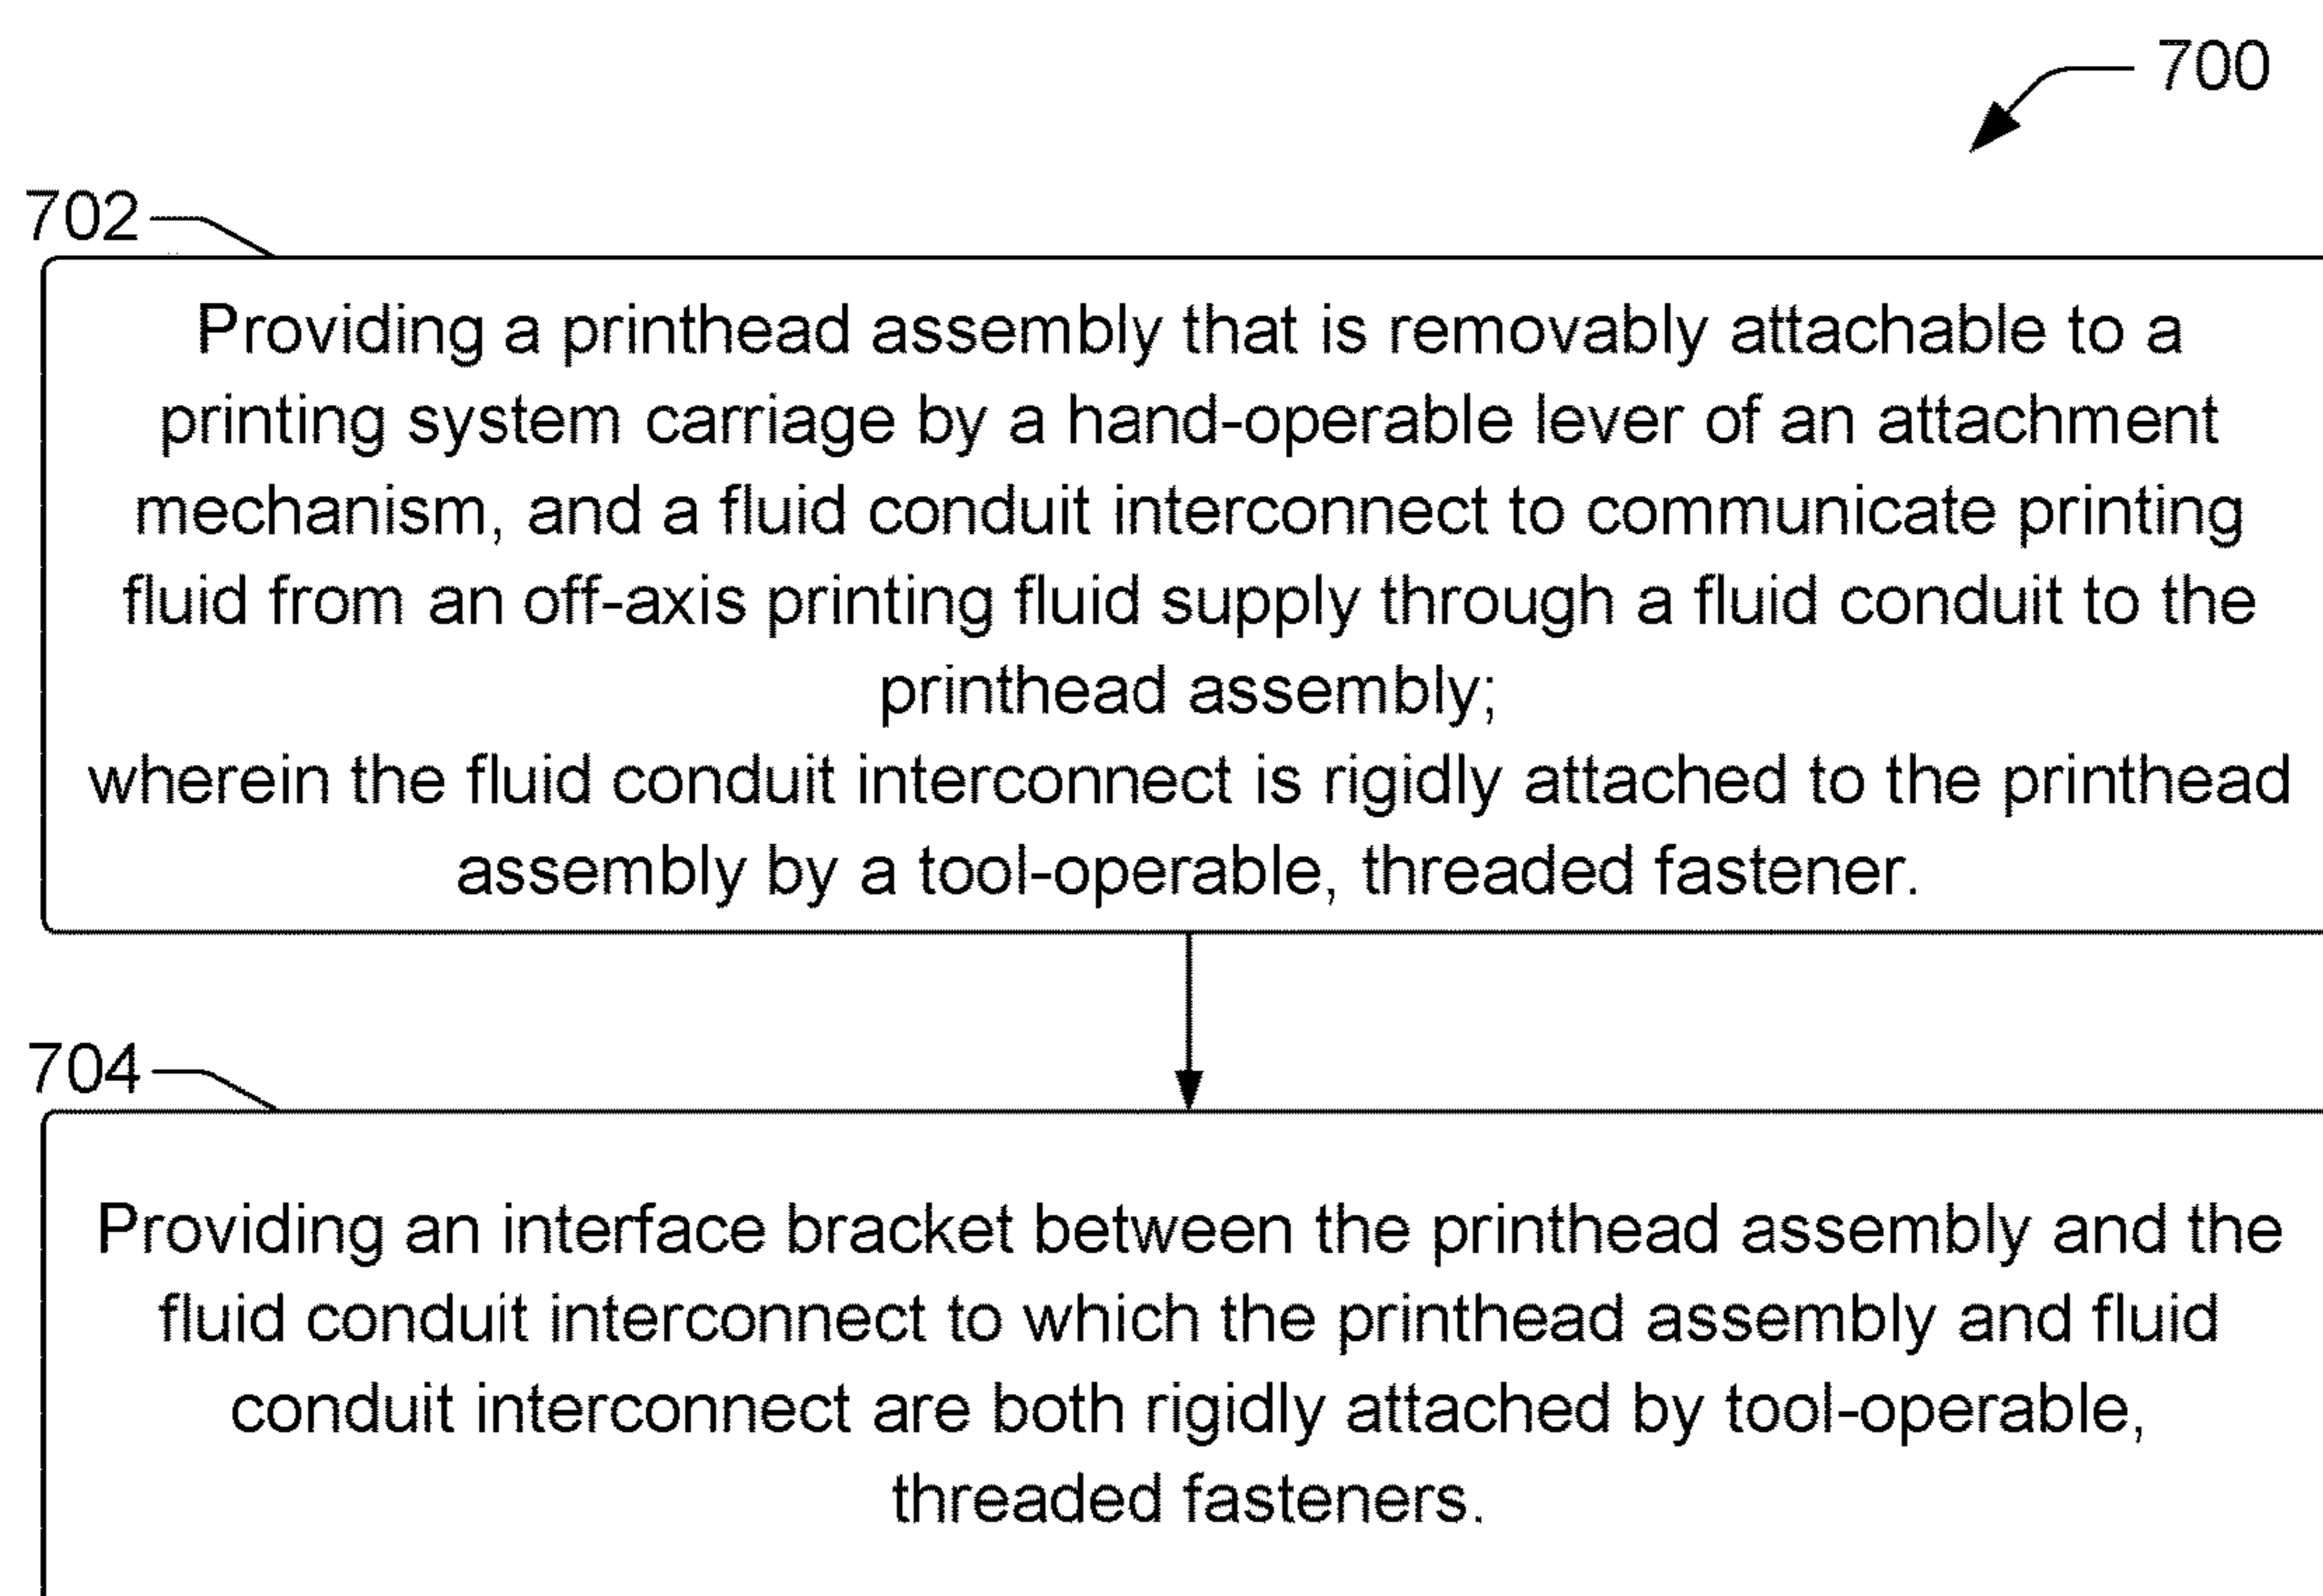 700
702
Providing a printhead assembly that is removably attachable to a
printing system carriage by a hand-operable lever of an attachment
mechanism, and a fluid conduit interconnect to communicate printing
fluid from an off-axis printing fluid supply through a fluid conduit to the
printhead assembly;
wherein the fluid conduit interconnect is rigidly attached to the printhead
assembly by a tool-operable, threaded fastener.
704
Providing an interface bracket between the printhead assembly and the
fluid conduit interconnect to which the printhead assembly and fluid
conduit interconnect are both rigidly attached by tool-operable,
threaded fasteners.